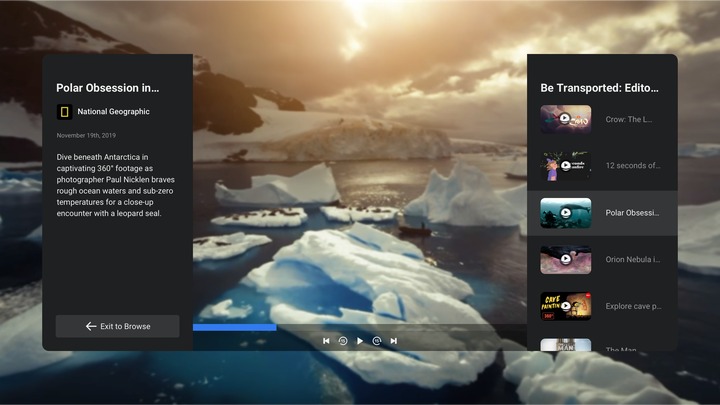 Polar Obsession in…
National Geographic
November 19th, 2019
Dive beneath Antarctica in
captivating 360° footage as
photographer Paul Nicklen braves
rough ocean waters and sub-zero
temperatures for a close-up
encounter with a leopard seal.
Exit to Browse
Be Transported: Edito…
Crow: The L…
12 seconds of…
Polar Obsessi…
Orion Nebula i…
CAVE
PAINTIN
360°
Explore cave p…
MAN
The Man